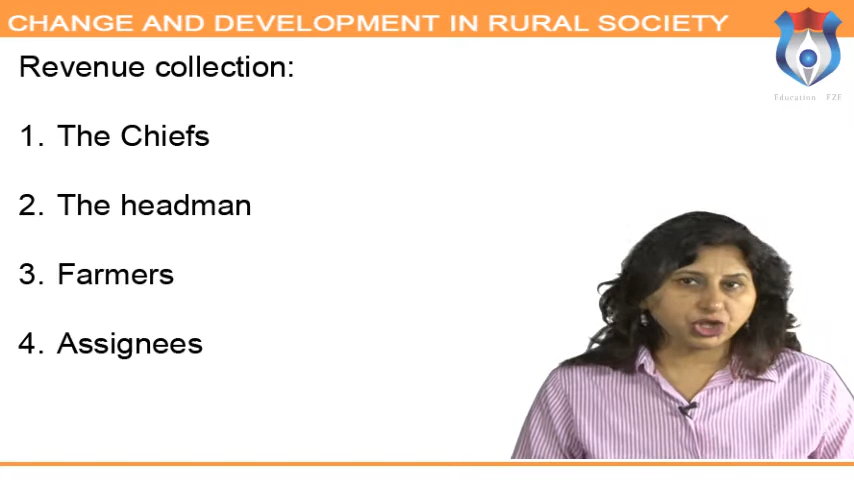 CHANGE AND DEVELOPMENT IN RURAL SOCIETY
Revenue collection:
1. The Chiefs
2. The headman
3. Farmers
4. Assignees
Education FZE